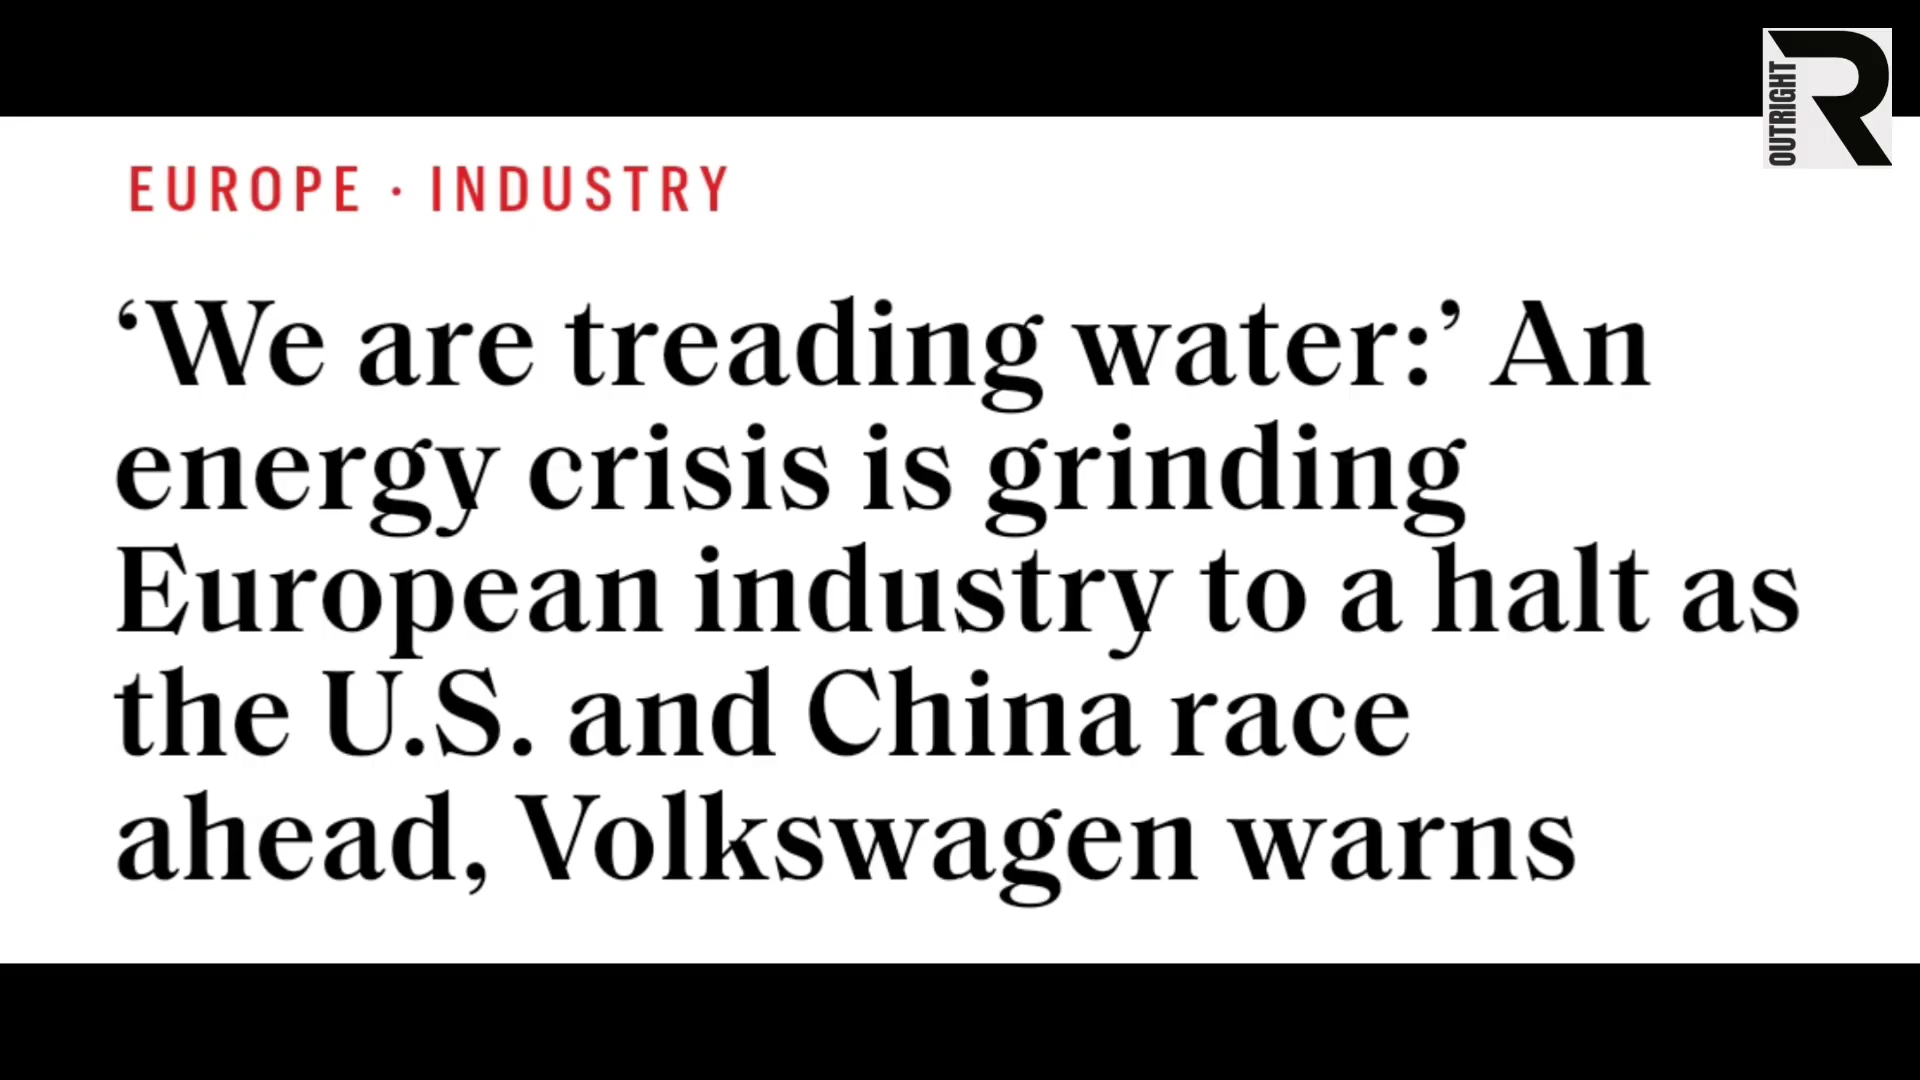 OUTRIGHT
EUROPE · INDUSTRY
‘We are treading water:’ An
energy crisis is grinding
European industry to a halt as
the U.S. and China race
ahead, Volkswagen warns